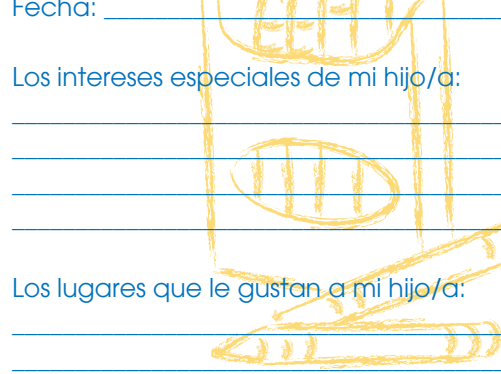 Fecha:
Los intereses especiales de mi hijo/a:
Los lugares que le gustan a mi hijo/a: